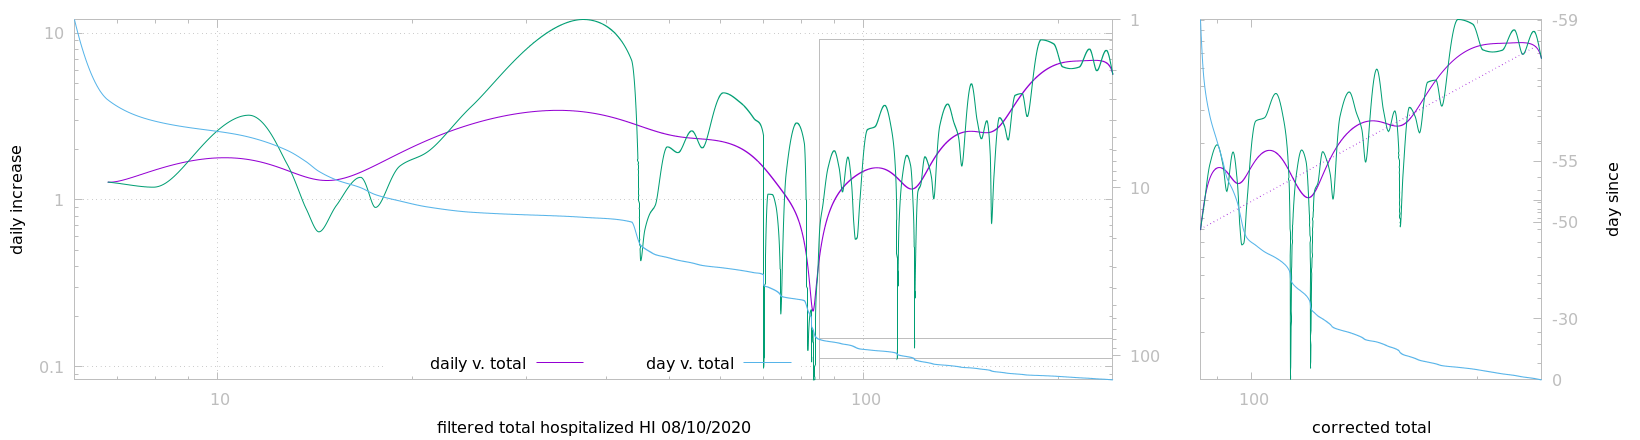 10
1
0.1
daily increase
daily v. total
day v. total
10
100
filtered total hospitalized HI 08/10/2020
1
10
100
-59
-55
-50
-30
0
day since
100
corrected total